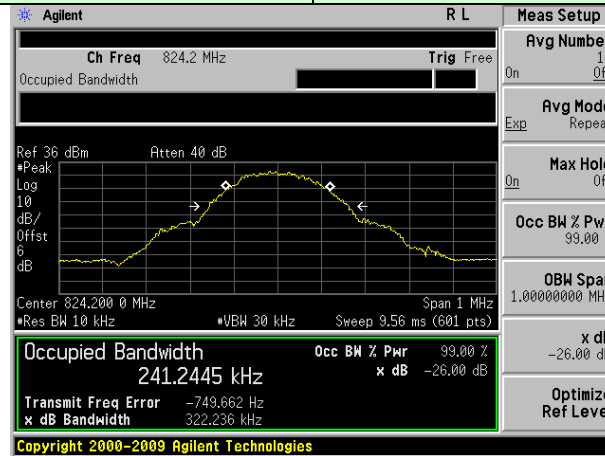 Agilent R L Meas Setup
Ch Freq 824.2 MHz Trig Free
Occupied Bandwidth
Ref 36 dBm Atten 40 dB
#Peak
Log
10
dB/
Offst
6
dB
Center 824.200 0 MHz Span 1 MHz
#Res BW 10 kHz #VBW 30 kHz Sweep 9.56 ms (601 pts)
Occupied Bandwidth Occ BW % Pwr 99.00 %
241.2445 kHz x dB -26.00 dB
Transmit Freq Error -749.662 Hz
x dB Bandwidth 322.236 kHz
Copyright 2000-2009 Agilent Technologies
Avg Numbe
1
On Of
Avg Mod
Exp Repea
Max Hol
On Of
Occ BW % Pw
99.00
OBW Spa
1.00000000 MH
x d
-26.00 d
Optimiz
Ref Leve